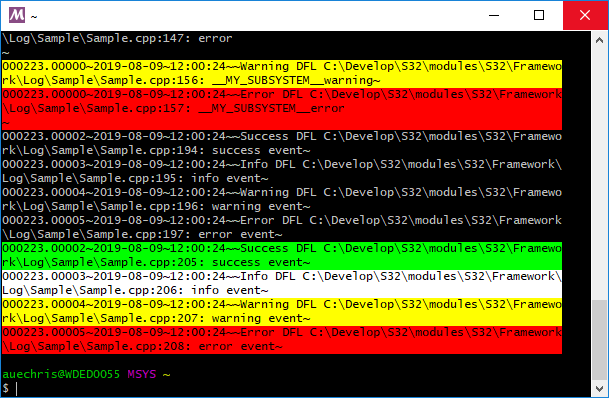 ~
\Log\Sample\Sample.cpp:147: error
~
000223.00000~2019-08-09~12:00:24~~Warning DFL C:\Develop\S32\modules\S32\Framewo
rk\Log\Sample\Sample.cpp:156: __MY_SUBSYSTEM__warning~
000223.00000~2019-08-09~12:00:24~~Error DFL C:\Develop\S32\modules\S32\Framework
\Log\Sample\Sample.cpp:157: __MY_SUBSYSTEM__error
~
000223.00002~2019-08-09~12:00:24~~Success DFL C:\Develop\S32\modules\S32\Framewo
rk\Log\Sample\Sample.cpp:194: success event~
000223.00003~2019-08-09~12:00:24~~Info DFL C:\Develop\S32\modules\S32\Framework\
Log\Sample\Sample.cpp:195: info event~
000223.00004~2019-08-09~12:00:24~~Warning DFL C:\Develop\S32\modules\S32\Framewo
rk\Log\Sample\Sample.cpp:196: warning event~
000223.00005~2019-08-09~12:00:24~~Error DFL C:\Develop\S32\modules\S32\Framework
\Log\Sample\Sample.cpp:197: error event~
000223.00002~2019-08-09~12:00:24~~Success DFL C:\Develop\S32\modules\S32\Framewo
rk\Log\Sample\Sample.cpp:205: success event~
000223.00003~2019-08-09~12:00:24~~Info DFL C:\Develop\S32\modules\S32\Framework\
Log\Sample\Sample.cpp:206: info event~
000223.00004~2019-08-09~12:00:24~~Warning DFL C:\Develop\S32\modules\S32\Framewo
rk\Log\Sample\Sample.cpp:207: warning event~
000223.00005~2019-08-09~12:00:24~~Error DFL C:\Develop\S32\modules\S32\Framework
\Log\Sample\Sample.cpp:208: error event~
auechris@WDED0055 MSYS ~
$